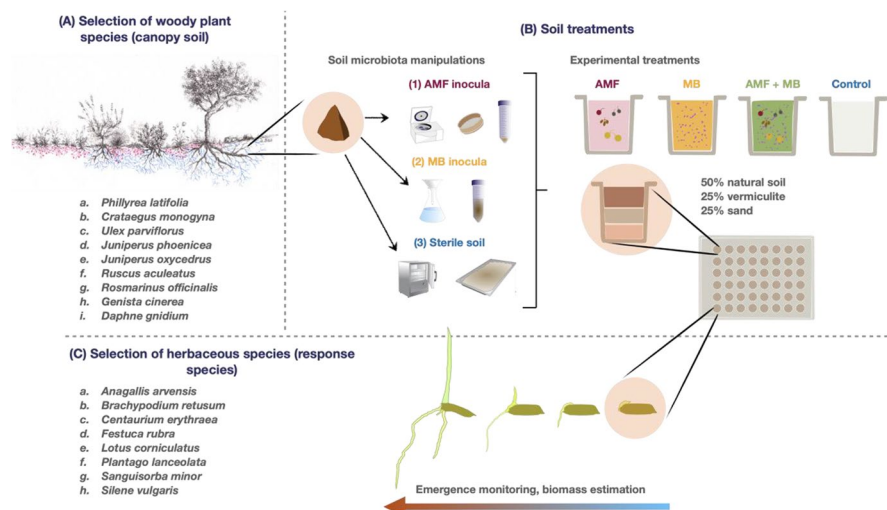 (A) Selection of woody plant
species (canopy soil)
a. Phillyrea latifolia
b. Crataegus monogyna
c. Ulex parviflorus
d. Juniperus phoenicea
e. Juniperus oxycedrus
f. Ruscus aculeatus
g. Rosmarinus officinalis
h. Genista cinerea
i. Daphne gnidium
(B) Soil treatments
Soil microbiota manipulations
(1) AMF inocula
(2) MB inocula
(3) Sterile soil
Experimental treatments
AMF MB AMF + MB Control
50% natural soil
25% vermiculite
25% sand
(C) Selection of herbaceous species (response
species)
a. Anagallis arvensis
b. Brachypodium retusum
c. Centaurium erythraea
d. Festuca rubra
e. Lotus corniculatus
f. Plantago lanceolata
g. Sanguisorba minor
h. Silene vulgaris
Emergence monitoring, biomass estimation